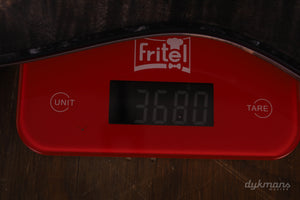 Fritel
3680
UNIT
TARE
dykmans